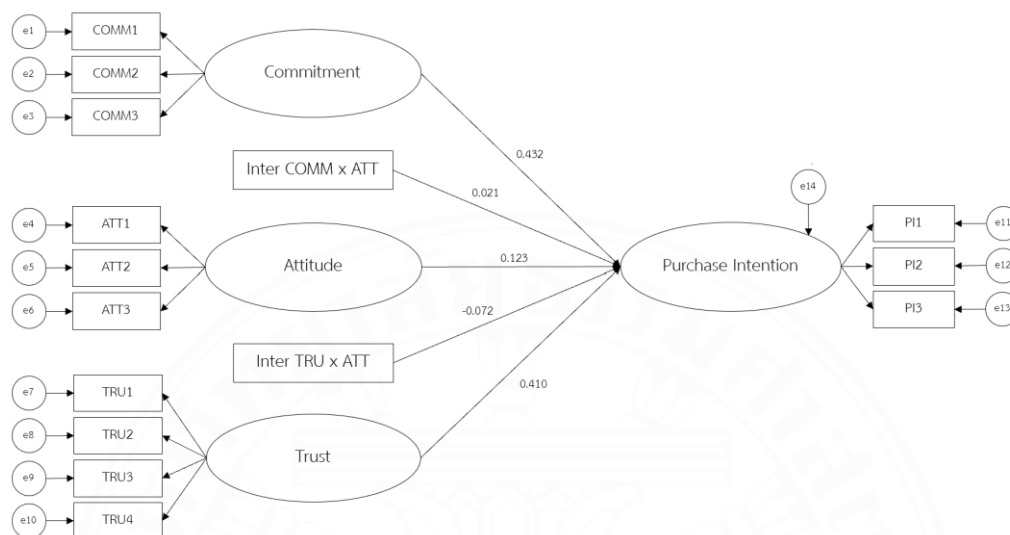 e1
COMM1
e2
COMM2
e3
COMM3
Commitment
Inter COMM x ATT
e4
ATT1
e5
ATT2
e6
ATT3
Attitude
Inter TRU x ATT
e7
TRU1
e8
TRU2
e9
TRU3
e10
TRU4
Trust
0.432
0.021
0.123
-0.072
0.410
e14
Purchase Intention
PI1
e11
PI2
e12
PI3
e13